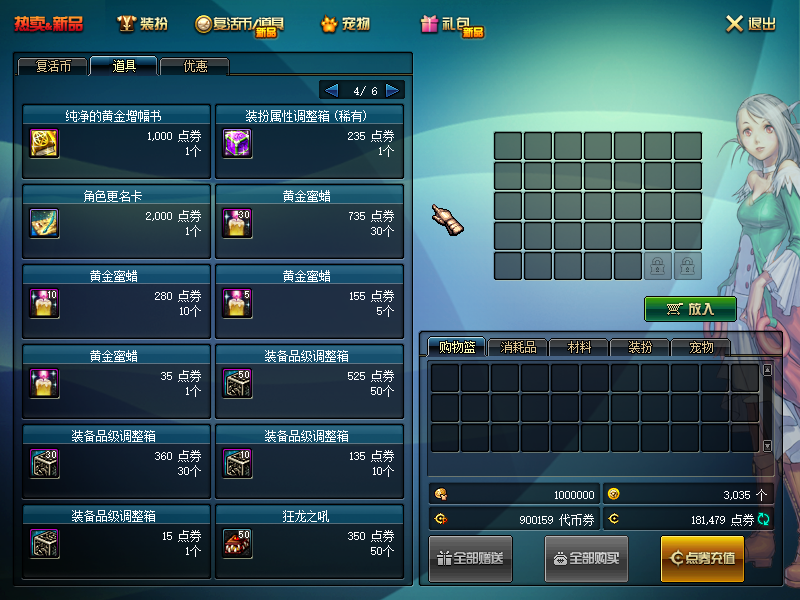 热卖&新品 装扮 复活币/道具 新品 宠物 礼包 新品 退出
复活币 道具 优惠
4/ 6
纯净的黄金增幅书
1,000 点券
1个
装扮属性调整箱(稀有)
235 点券
1个
角色更名卡
2,000 点券
1个
黄金蜜蜡
30
735 点券
30个
黄金蜜蜡
10
280 点券
10个
黄金蜜蜡
5
155 点券
5个
黄金蜜蜡
35 点券
1个
装备品级调整箱
50
525 点券
50个
装备品级调整箱
30
360 点券
30个
装备品级调整箱
10
135 点券
10个
装备品级调整箱
15 点券
1个
狂龙之吼
50
350 点券
50个
放入
购物篮 消耗品 材料 装扮 宠物
1000000
3,035 个
900159 代币券
181,479 点券
全部赠送 全部购买 点券充值